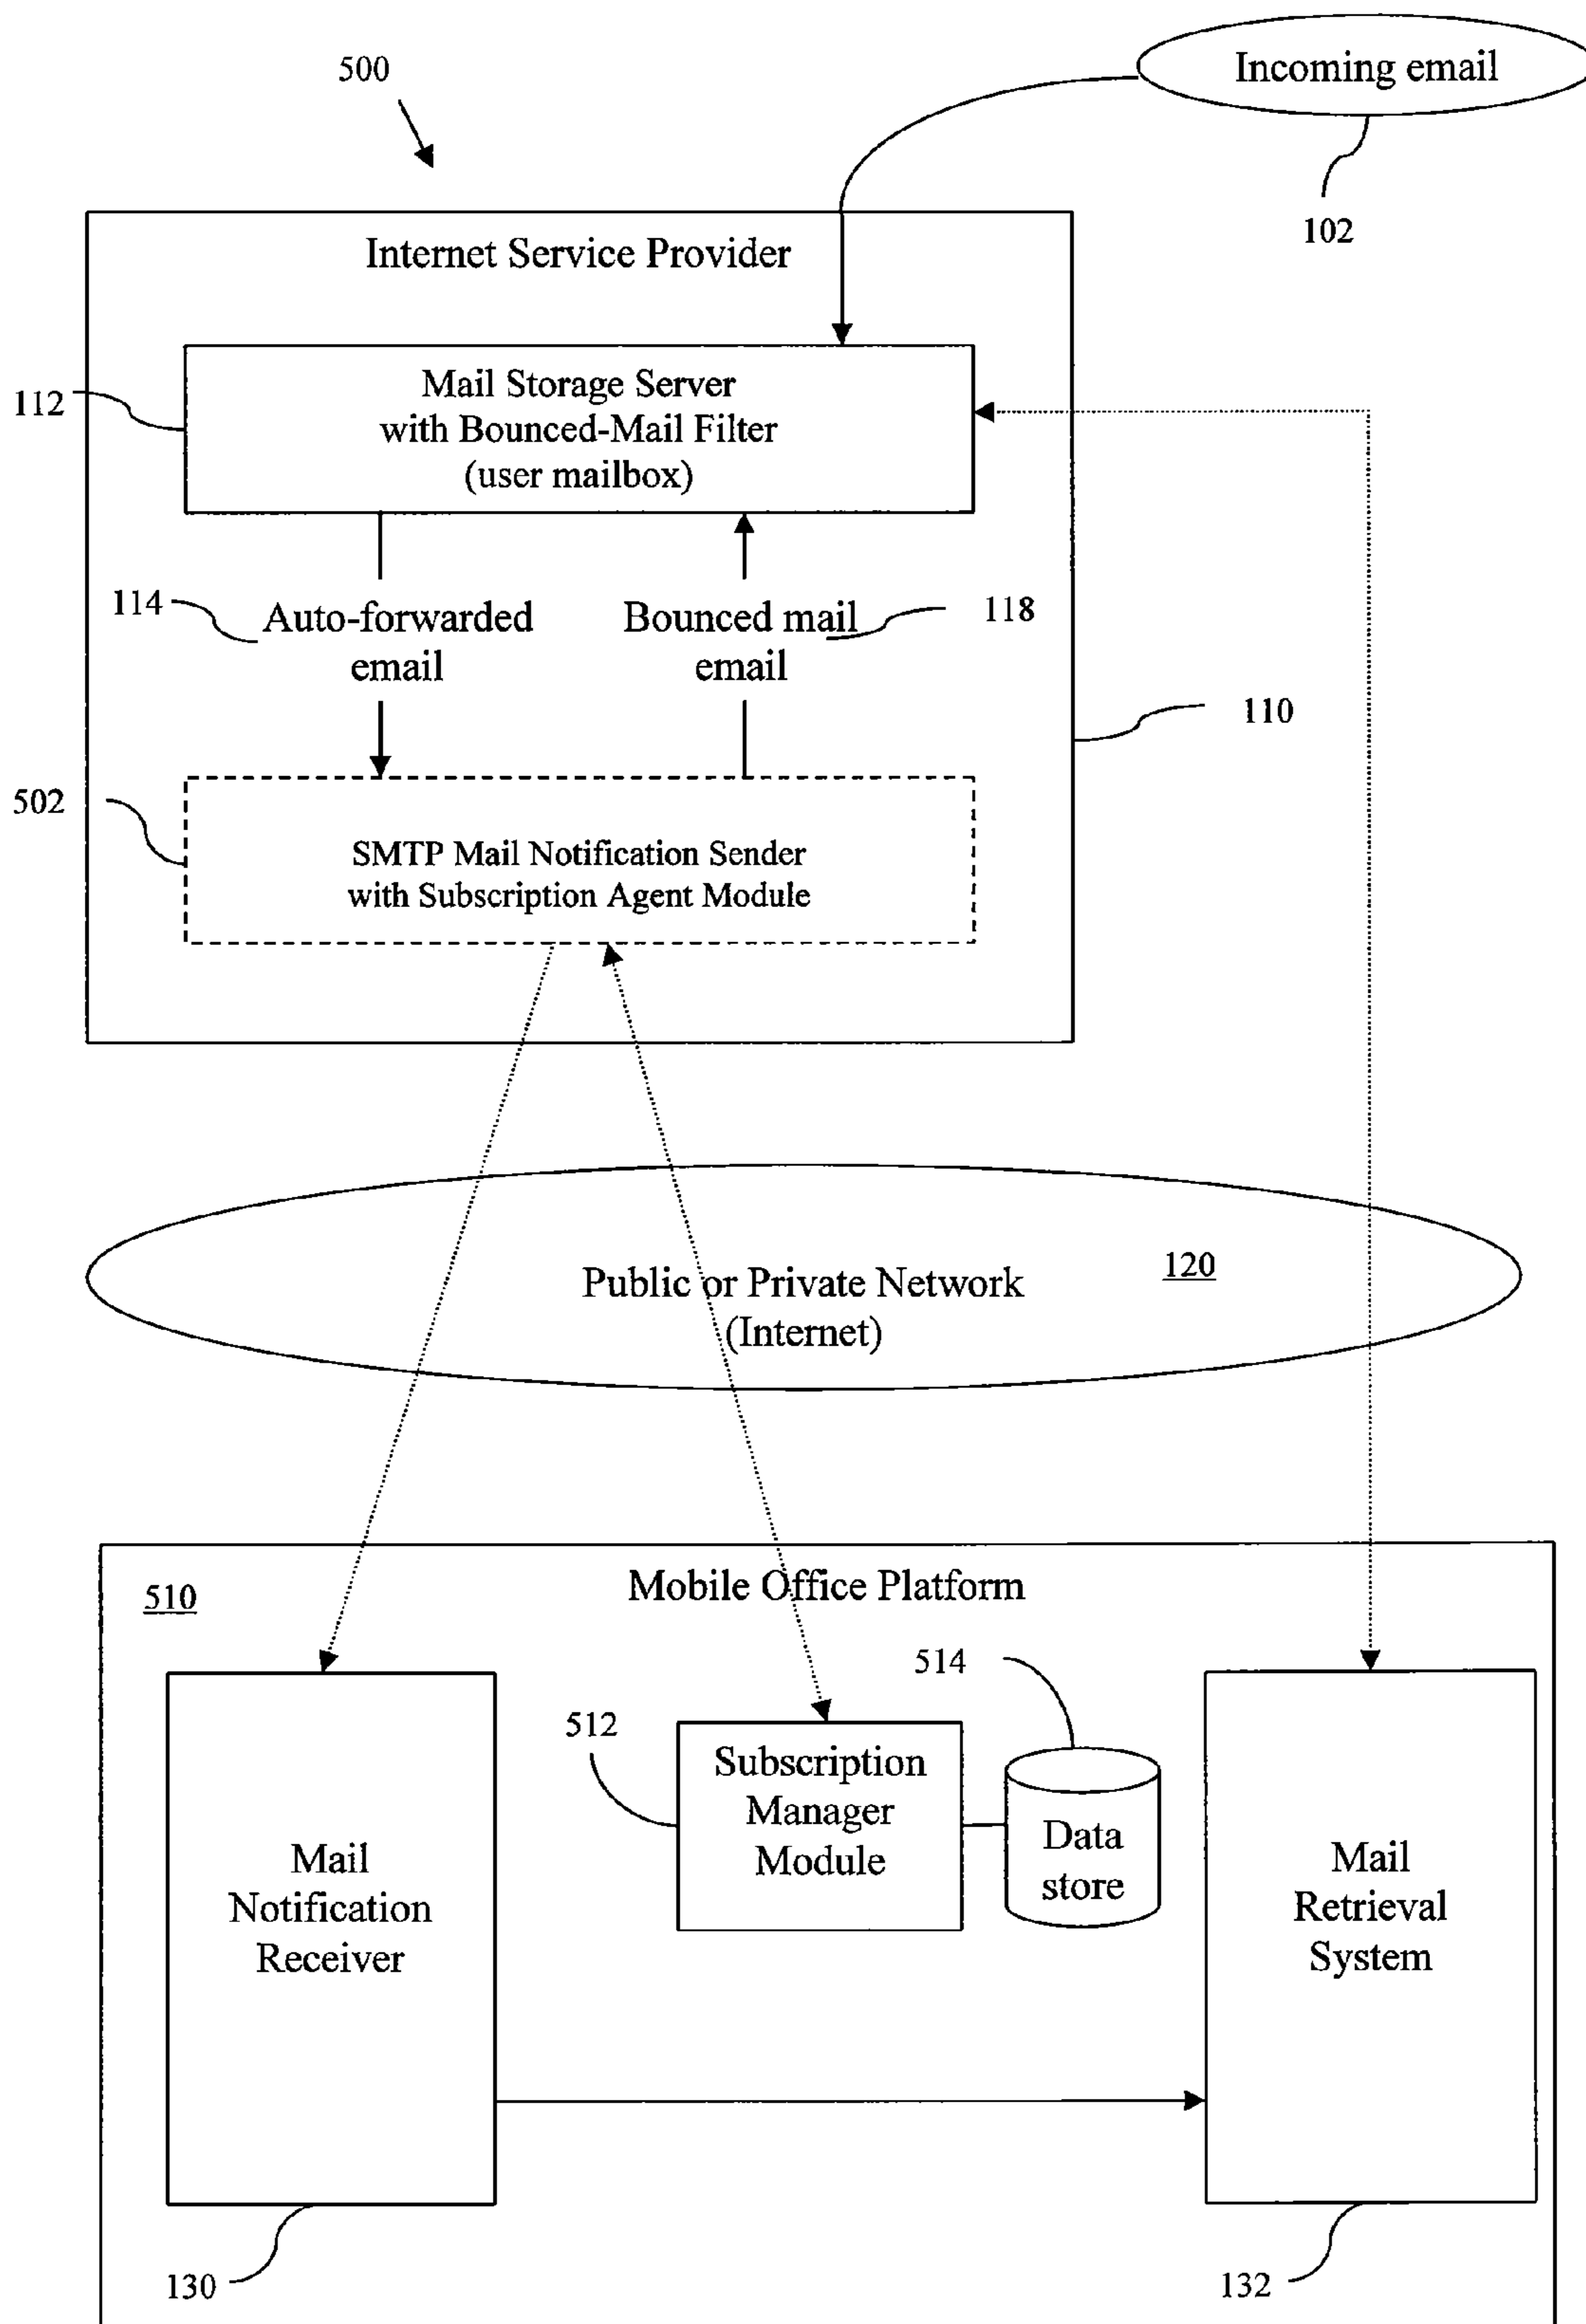 500
Incoming email
102
Internet Service Provider
112
Mail Storage Server
with Bounced-Mail Filter
(user mailbox)
114
Auto-forwarded
email
Bounced mail
email
118
110
502
SMTP Mail Notification Sender
with Subscription Agent Module
120
Public or Private Network
(Internet)
510
Mobile Office Platform
514
512
Subscription
Manager
Module
Data
store
Mail
Notification
Receiver
Mail
Retrieval
System
130
132